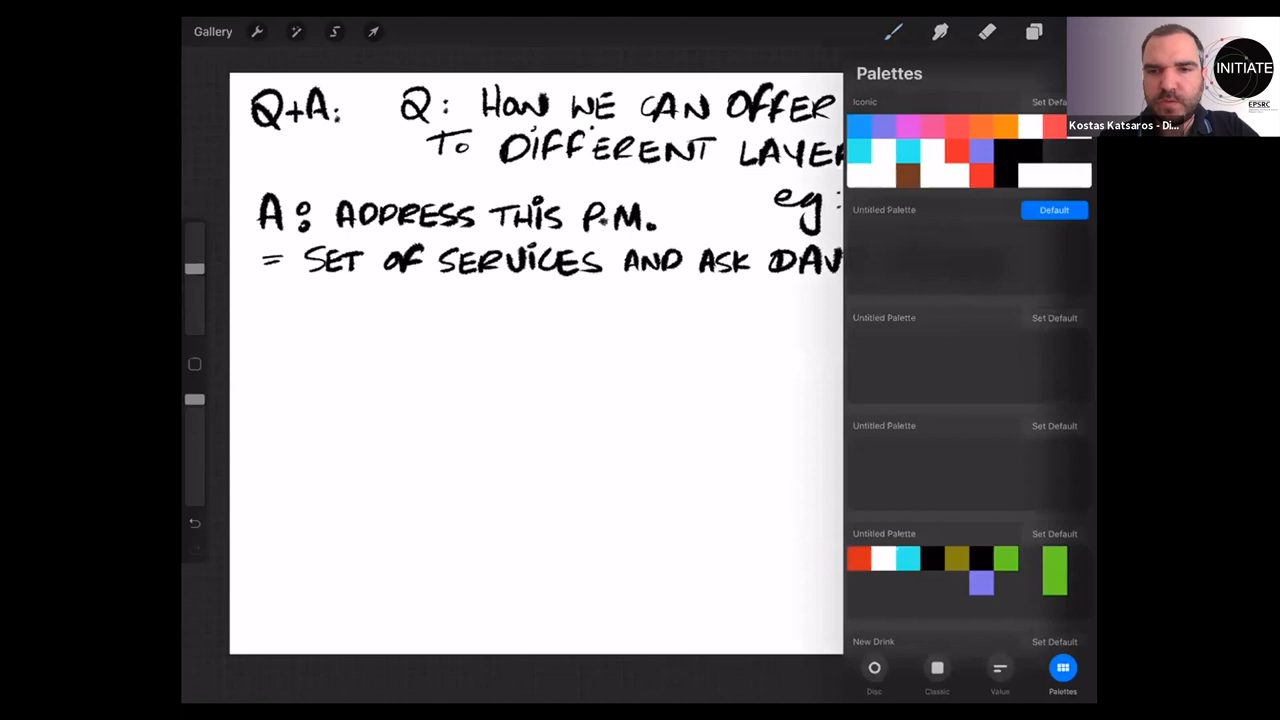 Gallery
Palettes
Iconic
Q+A: Q: HOW WE CAN OFFER
TO DIFFERENT
A: ADDRESS THIS P.M. eg:
= SET OF SERVICES AND ASK
Untitled Palette Default
Untitled Palette Set Default
Untitled Palette Set Default
Untitled Palette Set Default
New Drink Set Default
Disc Classic Value Palettes
INITIATE
EPSRC
Kostas Katsaros - Di...